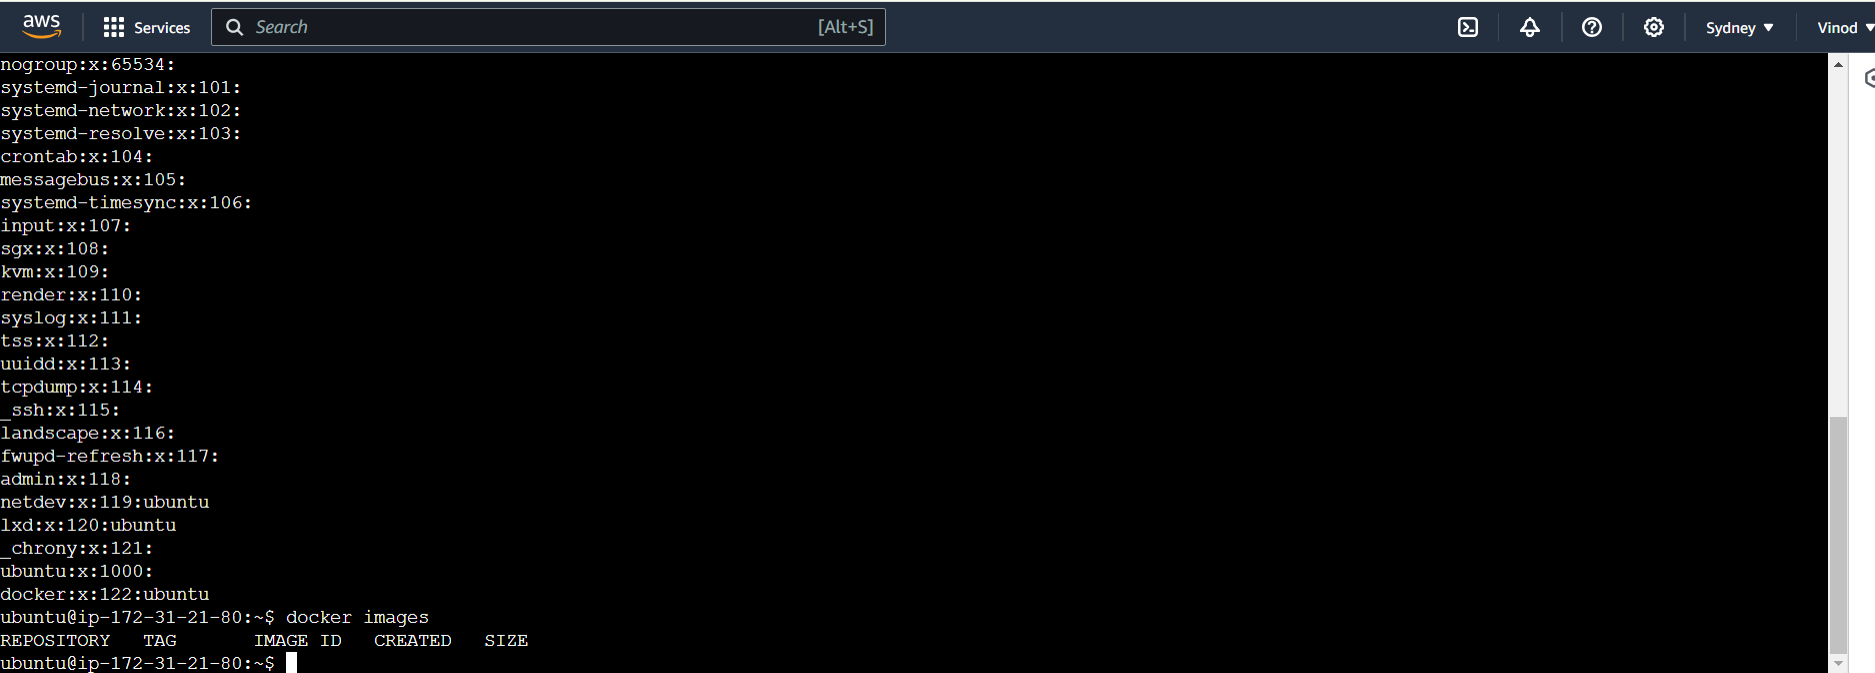 aws Services Search [Alt+S] Sydney Vinod
nogroup:x:65534:
systemd-journal:x:101:
systemd-network:x:102:
systemd-resolve:x:103:
crontab:x:104:
messagebus:x:105:
systemd-timesync:x:106:
input:x:107:
sgx:x:108:
kvm:x:109:
render:x:110:
syslog:x:111:
tss:x:112:
uuidd:x:113:
tcpdump:x:114:
_ssh:x:115:
landscape:x:116:
fwupd-refresh:x:117:
admin:x:118:
netdev:x:119:ubuntu
lxd:x:120:ubuntu
_chrony:x:121:
ubuntu:x:1000:
docker:x:122:ubuntu
ubuntu@ip-172-31-21-80:~$ docker images
REPOSITORY   TAG       IMAGE ID   CREATED   SIZE
ubuntu@ip-172-31-21-80:~$